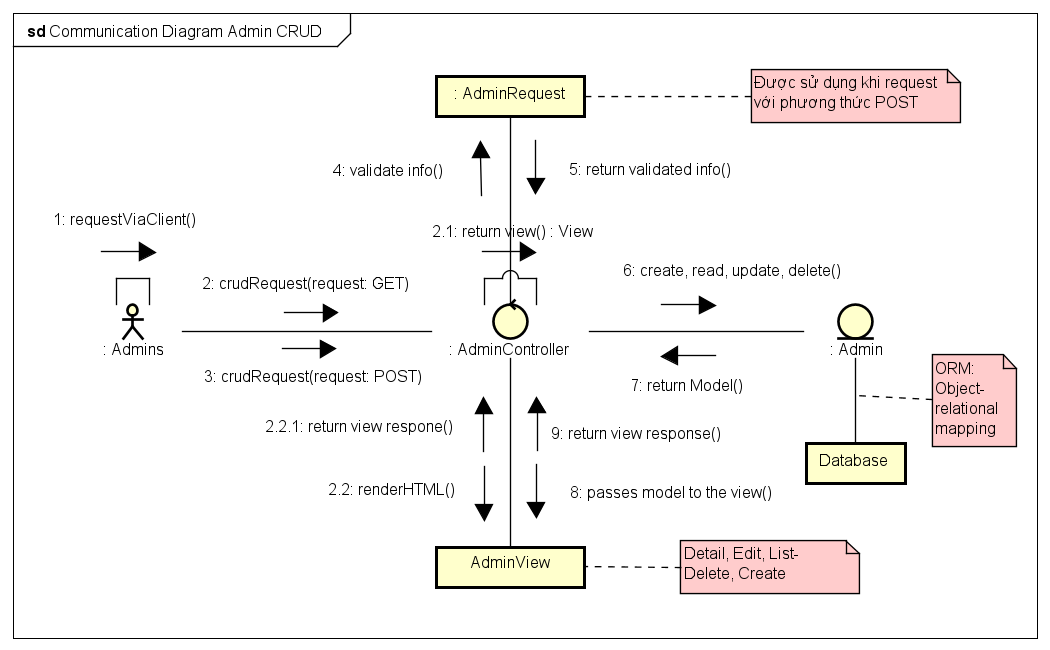 sd Communication Diagram Admin CRUD
: AdminRequest
Được sử dụng khi request
với phương thức POST
4: validate info()
5: return validated info()
1: requestViaClient()
2.1: return view() : View
2: crudRequest(request: GET)
6: create, read, update, delete()
: Admins
: AdminController
: Admin
3: crudRequest(request: POST)
7: return Model()
ORM:
Object-
relational
mapping
2.2.1: return view respone()
9: return view response()
Database
2.2: renderHTML()
8: passes model to the view()
AdminView
Detail, Edit, List-
Delete, Create